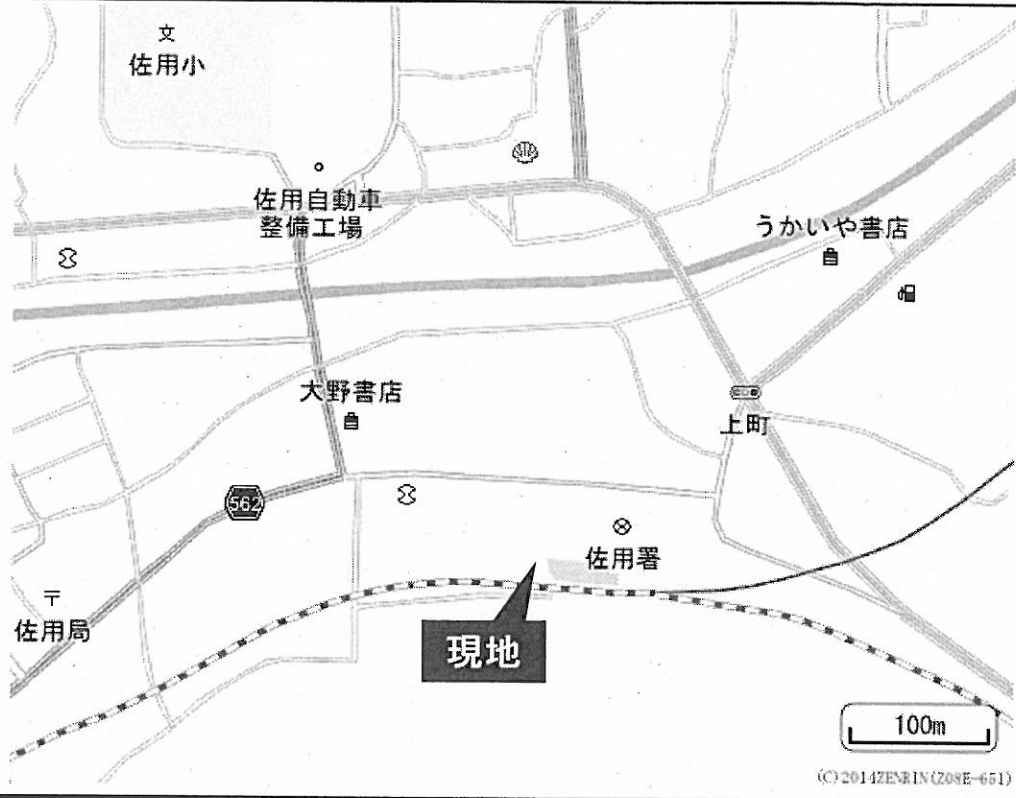 文
佐用小
佐用自動車
整備工場
うかいや書店
大野書店
上町
562
佐用署
〒
佐用局
現地
100m
(C)2014ZENRIN(Z08E-651)